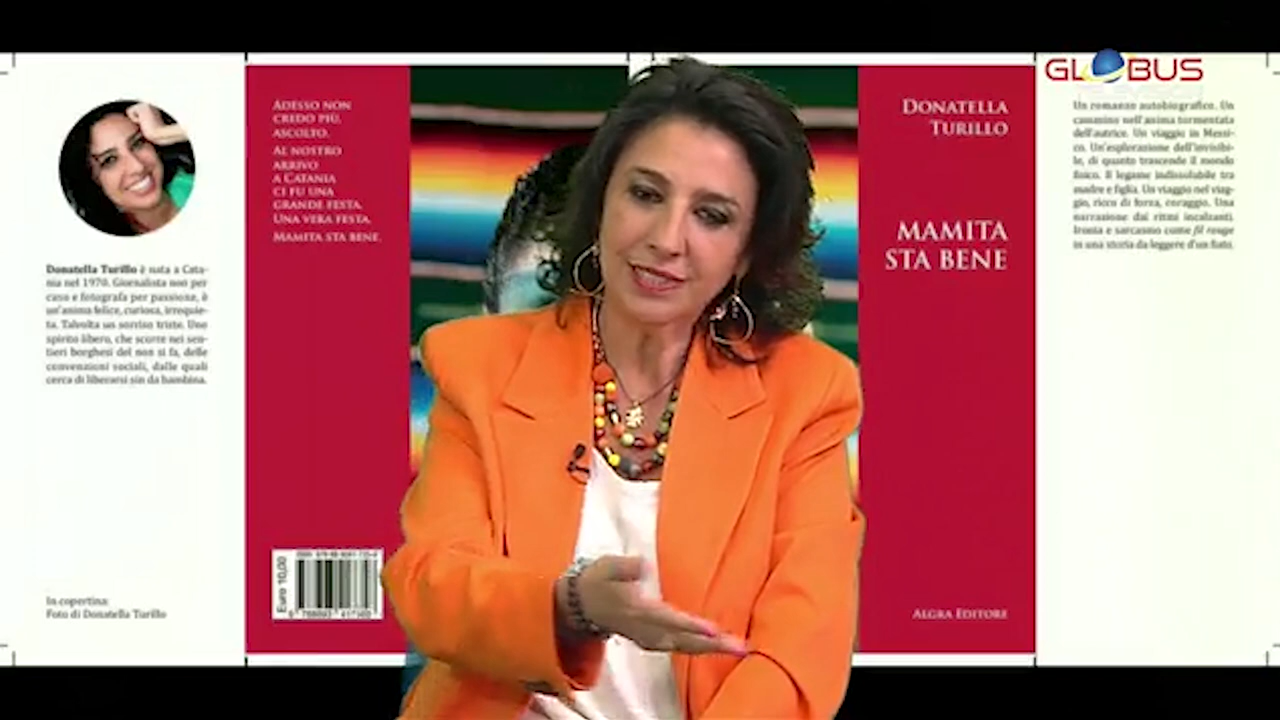 GLOBUS
Donatella Turillo è nata a Cata-
nia nel 1970. Giornalista non per
caso e fotografa per passione, è
un'anima felice, curiosa, irrequie-
ta. Talvolta un sorriso triste. Uno
spirito libero, che scorre nei sen-
tieri borghesi del non si fa, delle
convenzioni sociali, dalle quali
cerca di liberarsi sin da bambina.
In copertina:
Foto di Donatella Turillo
ADESSO NON
CREDO PIÙ.
ASCOLTO.
AL NOSTRO
ARRIVO
A CATANIA
CI FU UNA
GRANDE FESTA.
UNA VERA FESTA.
MAMITA STA BENE.
Euro 10,00
DONATELLA
TURILLO
MAMITA
STA BENE
ALGRA EDITORE
Un romanzo autobiografico. Un
cammino nell'anima tormentata
dell'autrice. Un viaggio in Messi-
co. Un'esplorazione dell'invisibi-
le, di quanto trascende il mondo
fisico. Il legame indissolubile tra
madre e figlia. Un viaggio nel viag-
gio, ricco di forza, coraggio. Una
narrazione dai ritmi incalzanti.
Ironia e sarcasmo come fil rouge
in una storia da leggere d'un fiato.